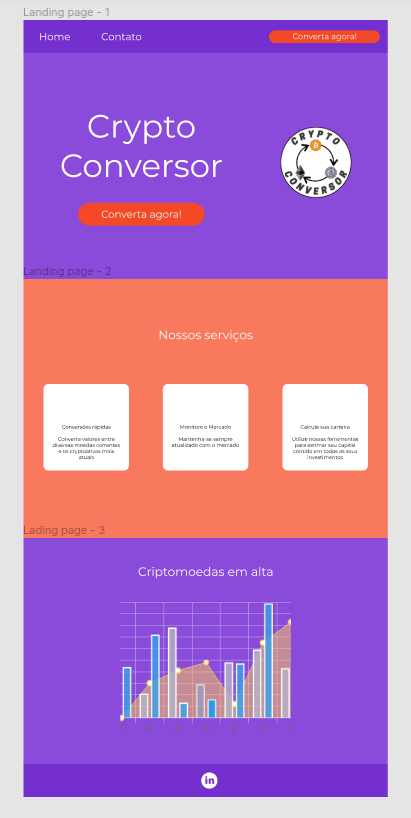 Landing page - 1
Home
Contato
Converta agora!
Crypto
Conversor
CRYPTO
CONVERSOR
Converta agora!
Landing page - 2
Nossos serviços
Conversões rápidas
Converta valores entre
diversas moedas correntes
e os cryptoativos mais
atuais
Monitore o Mercado
Mantenha-se sempre
atualizado com o mercado
Calcule sua carteira
Utilize nossas ferramentas
para estimar seu capital
contido em todos os seus
investimentos
Lading page - 3
Criptomoedas em alta
in